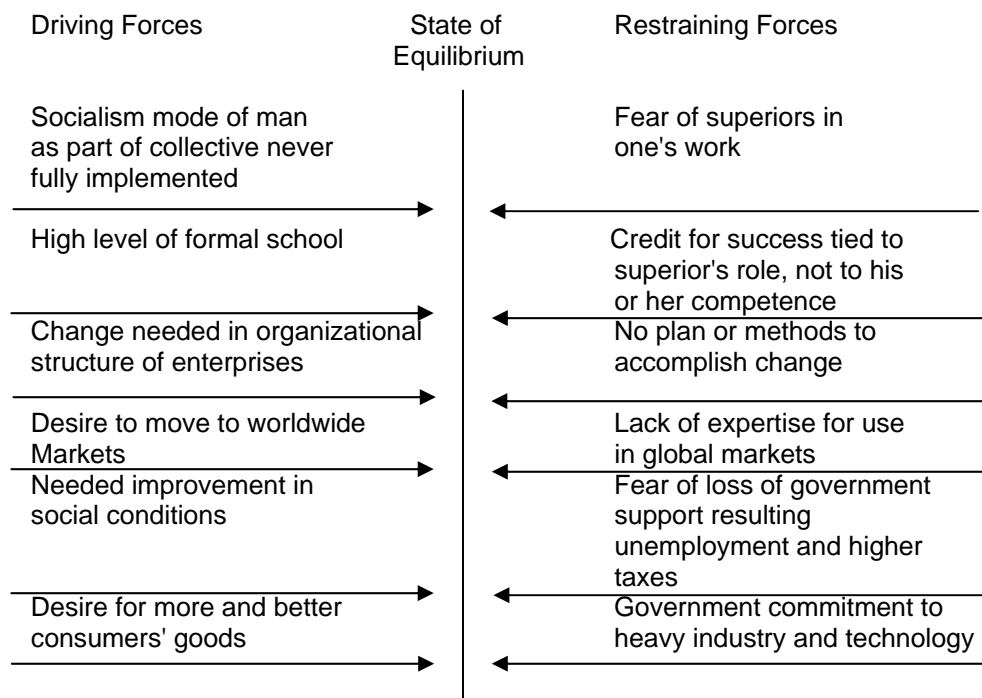 Driving Forces
State of
Equilibrium
Restraining Forces
Socialism mode of man
as part of collective never
fully implemented
Fear of superiors in
one's work
High level of formal school
Credit for success tied to
superior's role, not to his
or her competence
Change needed in organizational
structure of enterprises
No plan or methods to
accomplish change
Desire to move to worldwide
Markets
Lack of expertise for use
in global markets
Needed improvement in
social conditions
Fear of loss of government
support resulting
unemployment and higher
taxes
Desire for more and better
consumers' goods
Government commitment to
heavy industry and technology